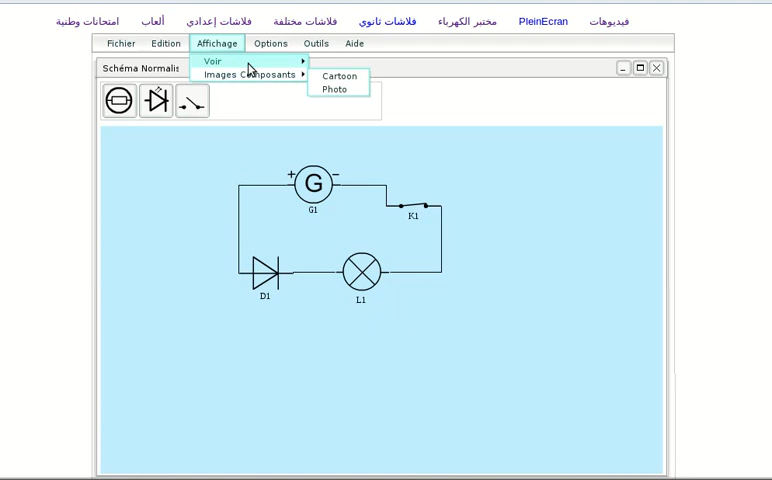 امتحانات وطنية ألعاب فلاشات إعدادي فلاشات مختلفة فلاشات ثانوي مختبر الكهرباء PleinEcran فيديوهات
Fichier Edition Affichage Options Outils Aide
Voir
Schéma Normalis
Images Composants
Cartoon
Photo
+ G −
G1
K1
D1
L1